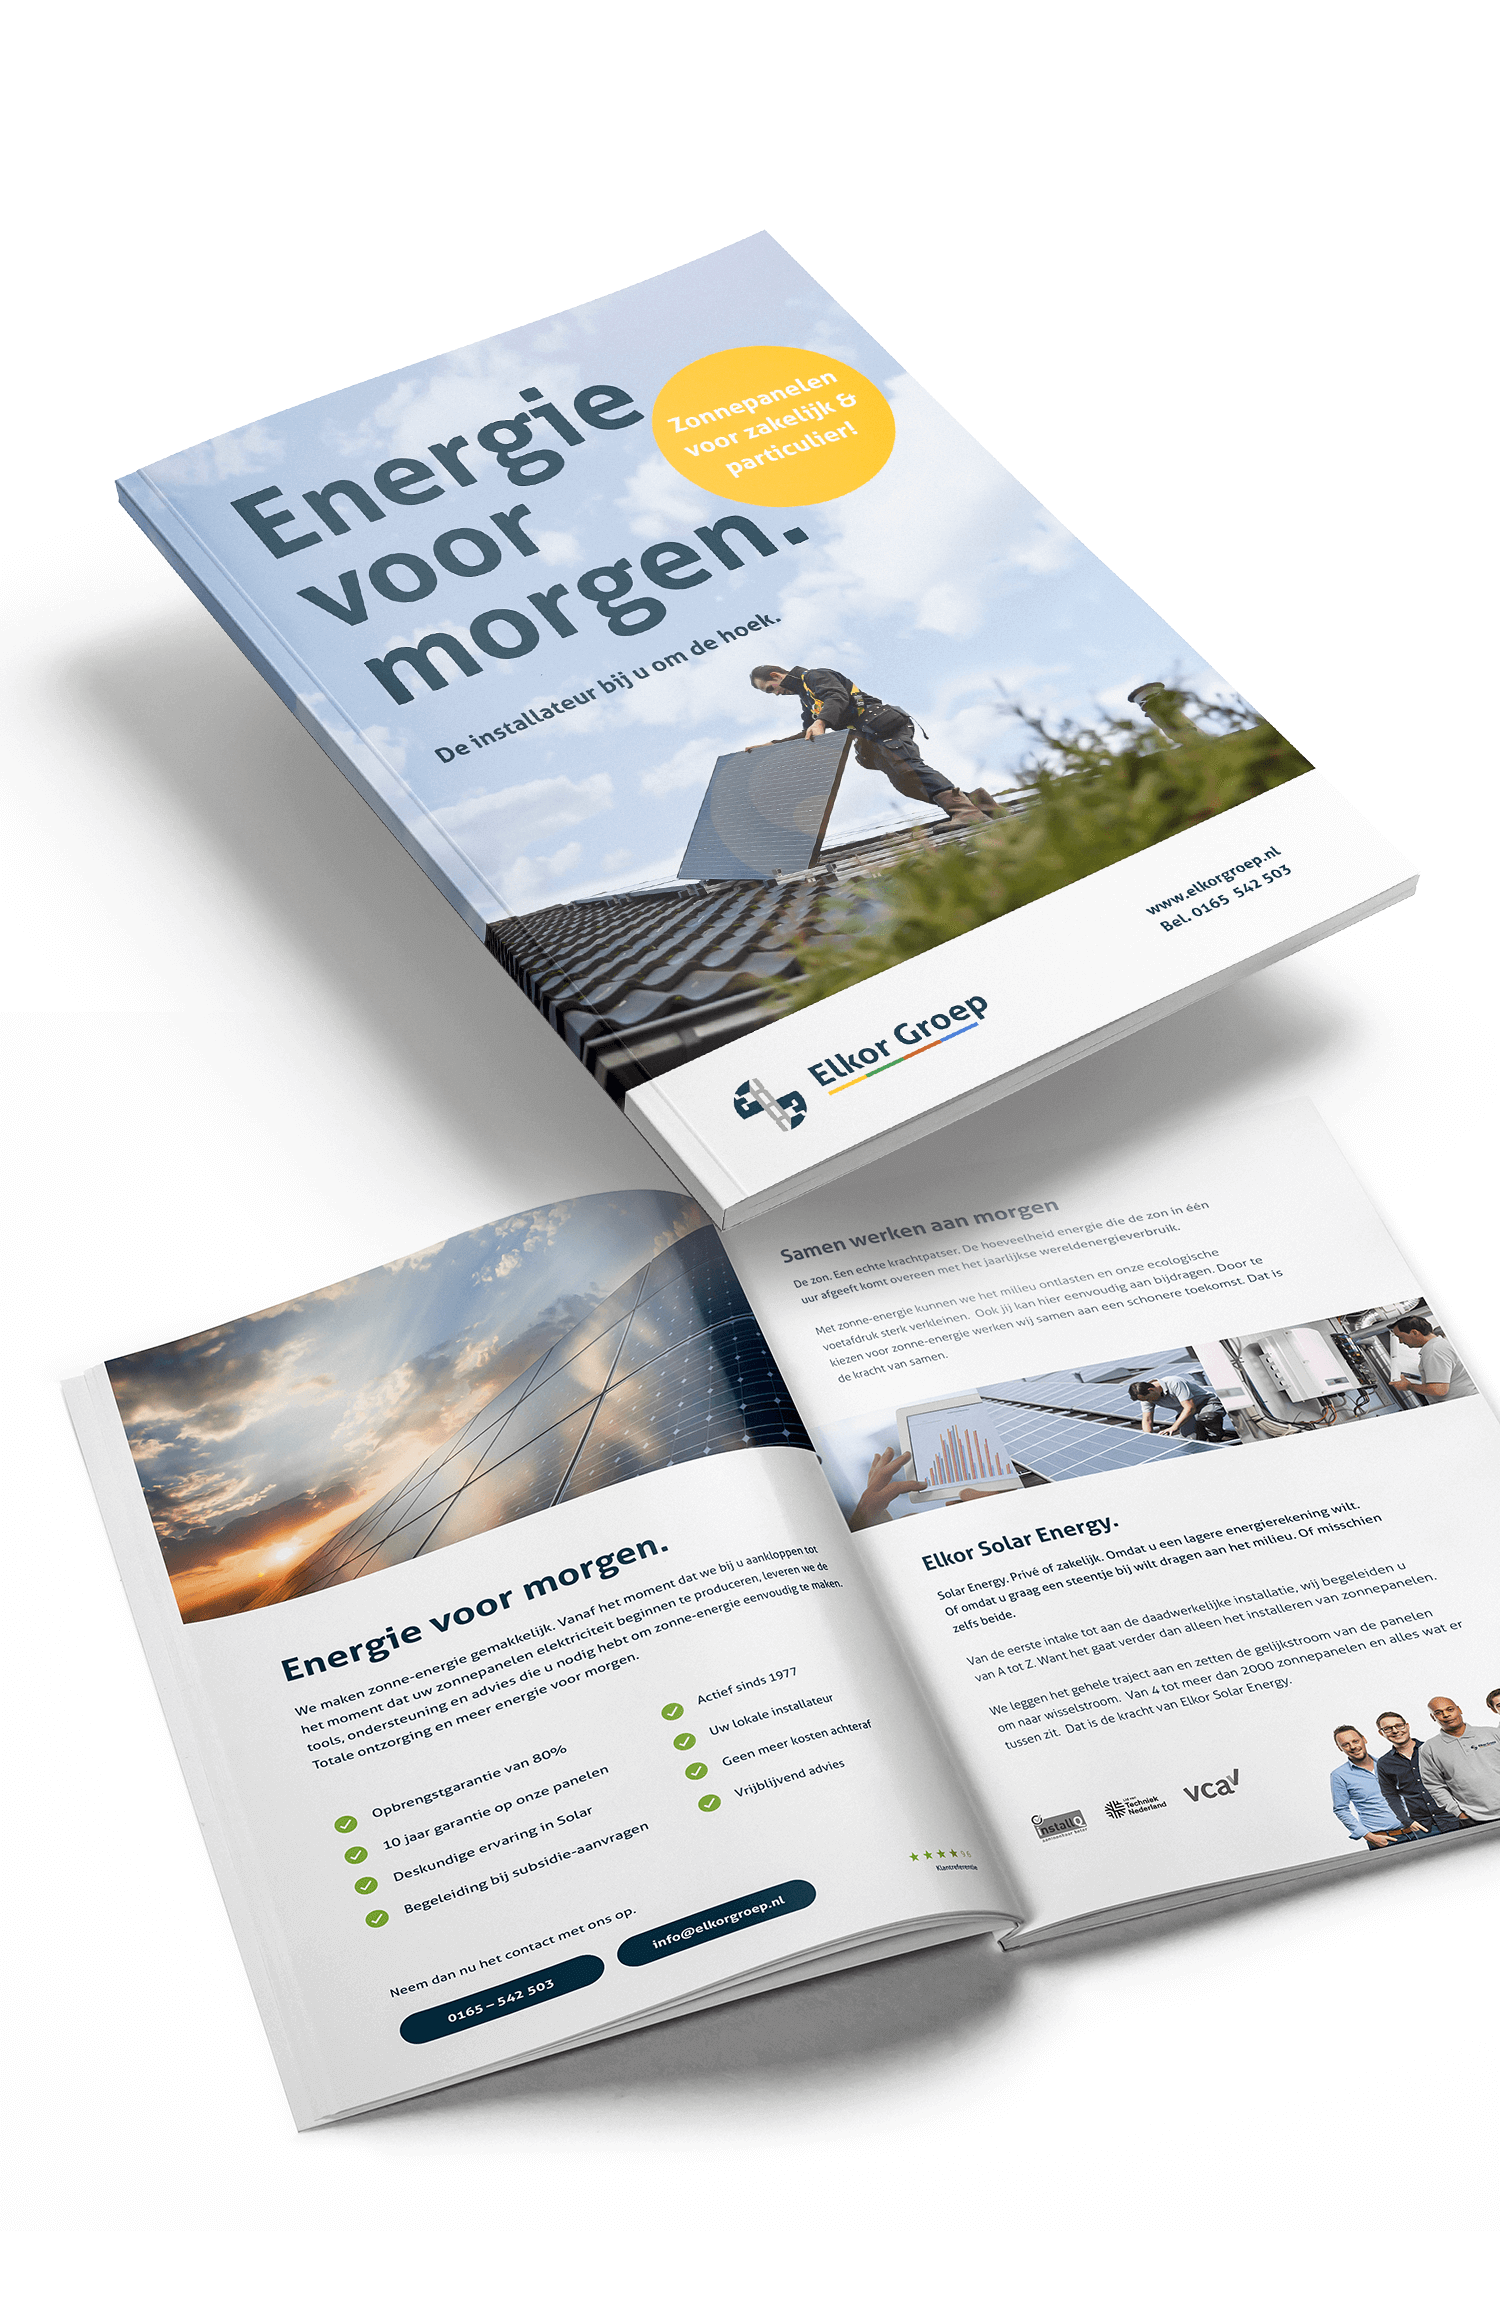 Energie
voor
morgen.
Zonnepanelen
voor zakelijk &
particulier!
De installateur bij u om de hoek.
www.elkorgroep.nl
Bel. 0165 542 503
Elkor Groep
Energie voor morgen.
We maken zonne-energie gemakkelijk. Vanaf het moment dat we bij u aankloppen tot
het moment dat uw zonnepanelen elektriciteit beginnen te produceren, leveren we de
tools, ondersteuning en advies die u nodig hebt om zonne-energie eenvoudig te maken.
Totale ontzorging en meer energie voor morgen.
Opbrengstgarantie van 80%
10 jaar garantie op onze panelen
Deskundige ervaring in Solar
Begeleiding bij subsidie-aanvragen
Actief sinds 1977
Uw lokale installateur
Geen meer kosten achteraf
Vrijblijvend advies
Neem dan nu het contact met ons op.
0165 – 542 503
info@elkorgroep.nl
9.6
Klantreferentie
Samen werken aan morgen
De zon. Een echte krachtpatser. De hoeveelheid energie die de zon in één
uur afgeeft komt overeen met het jaarlijkse wereldenergieverbruik.
Met zonne-energie kunnen we het milieu ontlasten en onze ecologische
voetafdruk sterk verkleinen. Ook jij kan hier eenvoudig aan bijdragen. Door te
kiezen voor zonne-energie werken wij samen aan een schonere toekomst. Dat is
de kracht van samen.
Elkor Solar Energy.
Solar Energy. Privé of zakelijk. Omdat u een lagere energierekening wilt.
Of omdat u graag een steentje bij wilt dragen aan het milieu. Of misschien
zelfs beide.
Van de eerste intake tot aan de daadwerkelijke installatie, wij begeleiden u
van A tot Z. Want het gaat verder dan alleen het installeren van zonnepanelen.
We leggen het gehele traject aan en zetten de gelijkstroom van de panelen
om naar wisselstroom. Van 4 tot meer dan 2000 zonnepanelen en alles wat er
tussen zit. Dat is de kracht van Elkor Solar Energy.
InstallQ
Techniek
Nederland
vca